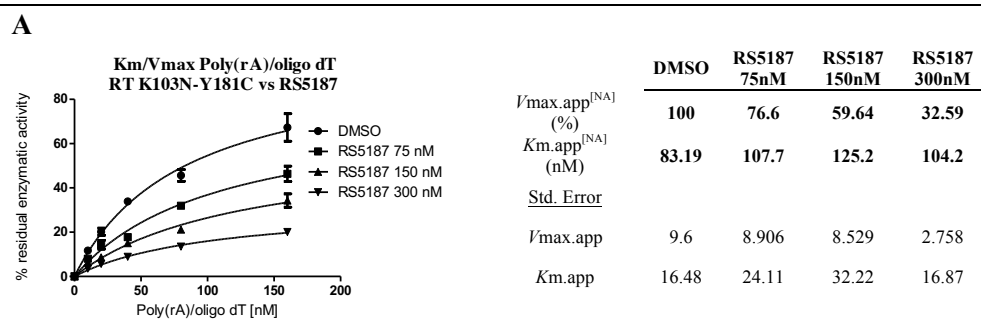 A
Km/Vmax Poly(rA)/oligo dT
RT K103N-Y181C vs RS5187
% residual enzymatic activity
80
60
40
20
0
0 50 100 150 200
Poly(rA)/oligo dT [nM]
DMSO
RS5187 75 nM
RS5187 150 nM
RS5187 300 nM
DMSO RS5187 75nM RS5187 150nM RS5187 300nM
Vmax.app[NA] (%) 100 76.6 59.64 32.59
Km.app[NA] (nM) 83.19 107.7 125.2 104.2
Std. Error
Vmax.app 9.6 8.906 8.529 2.758
Km.app 16.48 24.11 32.22 16.87